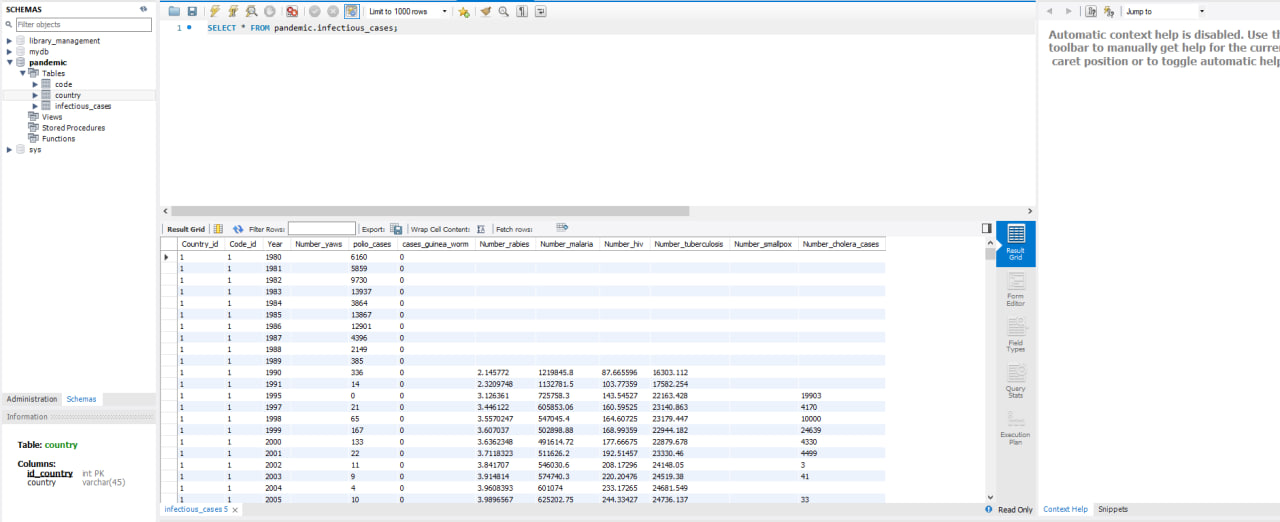 SCHEMAS
Filter objects
library_management
mydb
pandemic
Tables
code
country
infectious_cases
Views
Stored Procedures
Functions
sys
Administration Schemas
Information
Table: country
Columns:
id_country int PK
country varchar(45)
Limit to 1000 rows
1 SELECT * FROM pandemic.infectious_cases;
Result Grid Filter Rows: Export: Wrap Cell Content: Fetch rows:
Country_id Code_id Year Number_yaws polio_cases cases_guinea_worm Number_rabies Number_malaria Number_hiv Number_tuberculosis Number_smallpox Number_cholera_cases
1 1 1980 6160 0
1 1 1981 5859 0
1 1 1982 9730 0
1 1 1983 13937 0
1 1 1984 3864 0
1 1 1985 13867 0
1 1 1986 12901 0
1 1 1987 4396 0
1 1 1988 2149 0
1 1 1989 385 0
1 1 1990 336 0 2.145772 1219845.8 87.665596 16303.112
1 1 1991 14 0 2.3209748 1132781.5 103.77359 17582.254
1 1 1995 0 0 3.126361 725758.3 143.54527 22163.428 19903
1 1 1997 21 0 3.446122 605853.06 160.59525 23140.863 4170
1 1 1998 65 0 3.5570247 547045.4 164.60725 23179.447 10000
1 1 1999 167 0 3.607037 502898.88 168.99359 22944.182 24639
1 1 2000 133 0 3.6362348 491614.72 177.66675 22879.678 4330
1 1 2001 22 0 3.7118323 511626.2 192.51457 23330.46 4499
1 1 2002 11 0 3.841707 546030.6 208.17296 24148.05 3
1 1 2003 9 0 3.914814 574740.3 220.20476 24519.38 41
1 1 2004 4 0 3.9608393 601074 233.17265 24681.549
1 1 2005 10 0 3.9896567 625202.75 244.33427 24736.137 33
infectious_cases 5
Result
Grid
Form
Editor
Field
Types
Query
Stats
Execution
Plan
Read Only
Jump to
Automatic context help is disabled. Use th
toolbar to manually get help for the curren
caret position or to toggle automatic help
Context Help Snippets